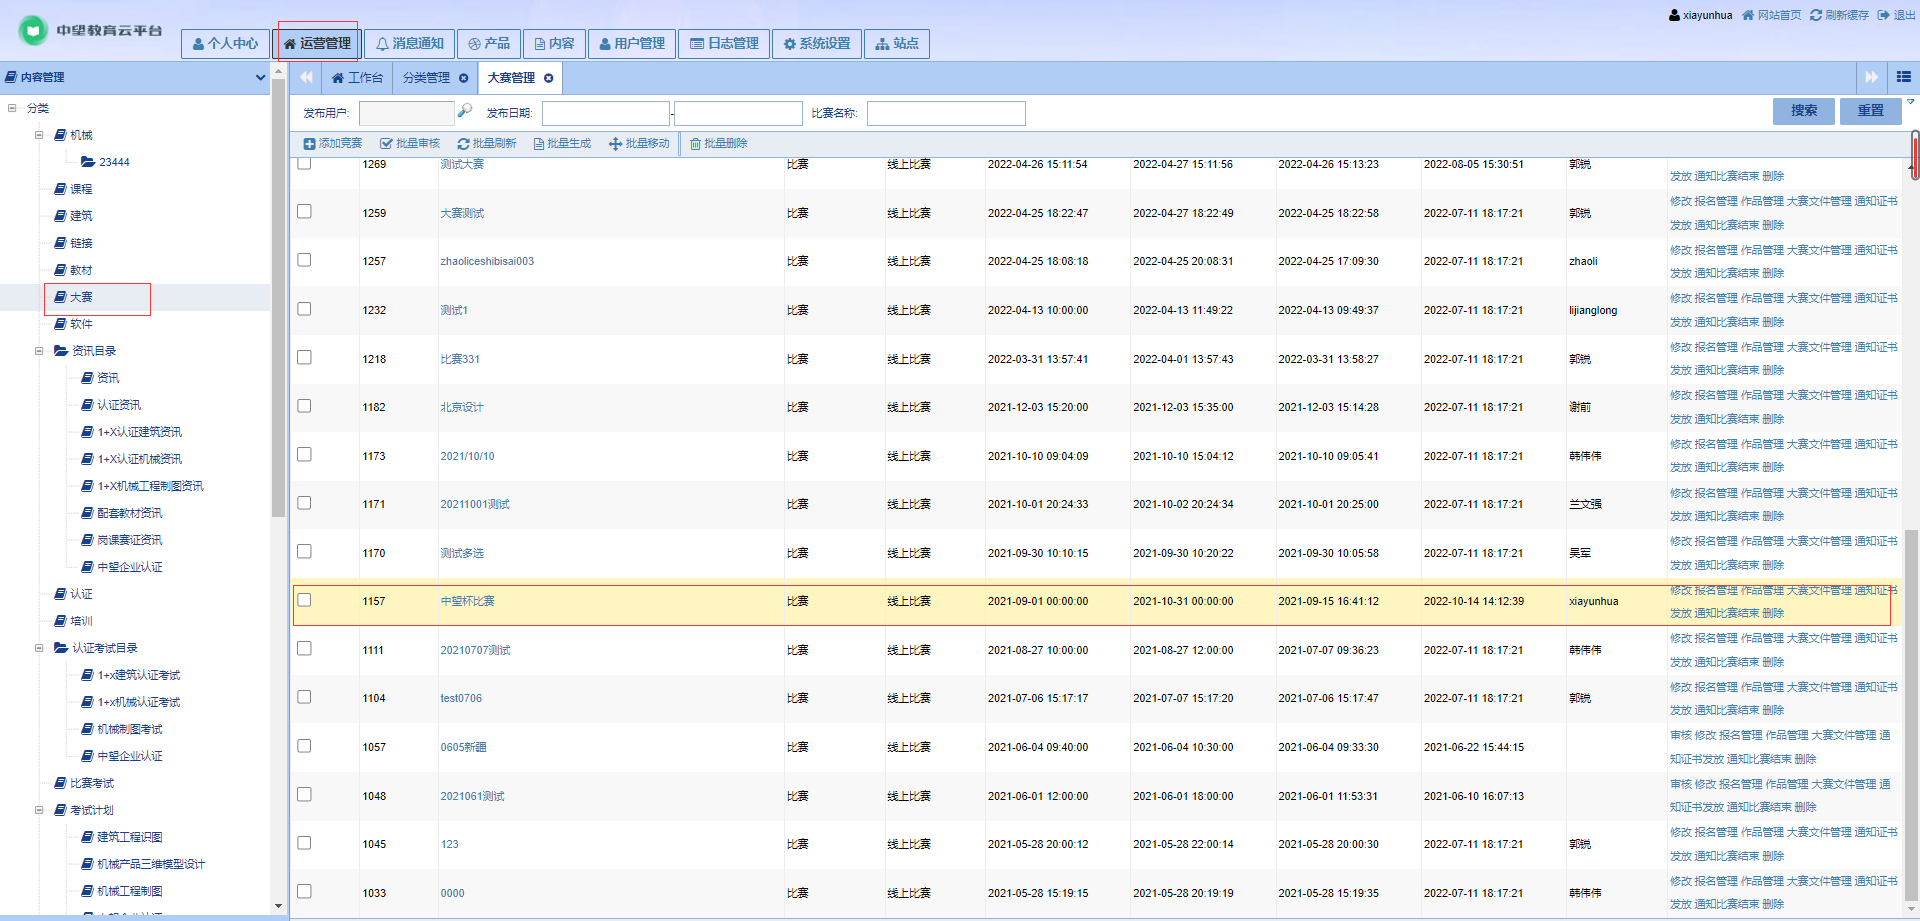 xiayunhua 网站首页 刷新缓存 退出
中望教育云平台
个人中心 运营管理 消息通知 产品 内容 用户管理 日志管理 系统设置 站点
内容管理
工作台 分类管理 大赛管理
发布用户: 发布日期: - 比赛名称: 搜索 重置
添加竞赛 批量审核 批量刷新 批量生成 批量移动 批量删除
分类
机械
23444
课程
建筑
链接
教材
大赛
软件
资讯目录
资讯
认证资讯
1+X认证建筑资讯
1+X认证机械资讯
1+X机械工程制图资讯
配套教材资讯
岗课赛证资讯
中望企业认证
认证
培训
认证考试目录
1+x建筑认证考试
1+x机械认证考试
机械制图考试
中望企业认证
比赛考试
考试计划
建筑工程识图
机械产品三维模型设计
机械工程制图
1269 测试大赛 比赛 线上比赛 2022-04-26 15:11:54 2022-04-27 15:11:56 2022-04-26 15:13:23 2022-08-05 15:30:51 郭锐
发放 通知比赛结束 删除
修改 报名管理 作品管理 大赛文件管理 通知证书
1259 大赛测试 比赛 线上比赛 2022-04-25 18:22:47 2022-04-27 18:22:49 2022-04-25 18:22:58 2022-07-11 18:17:21 郭锐
发放 通知比赛结束 删除
修改 报名管理 作品管理 大赛文件管理 通知证书
1257 zhaoliceshibisai003 比赛 线上比赛 2022-04-25 18:08:18 2022-04-25 20:08:31 2022-04-25 17:09:30 2022-07-11 18:17:21 zhaoli
发放 通知比赛结束 删除
修改 报名管理 作品管理 大赛文件管理 通知证书
1232 测试1 比赛 线上比赛 2022-04-13 10:00:00 2022-04-13 11:49:22 2022-04-13 09:49:37 2022-07-11 18:17:21 lijianglong
发放 通知比赛结束 删除
修改 报名管理 作品管理 大赛文件管理 通知证书
1218 比赛331 比赛 线上比赛 2022-03-31 13:57:41 2022-04-01 13:57:43 2022-03-31 13:58:27 2022-07-11 18:17:21 郭锐
发放 通知比赛结束 删除
修改 报名管理 作品管理 大赛文件管理 通知证书
1182 北京设计 比赛 线上比赛 2021-12-03 15:20:00 2021-12-03 15:35:00 2021-12-03 15:14:28 2022-07-11 18:17:21 谢前
发放 通知比赛结束 删除
修改 报名管理 作品管理 大赛文件管理 通知证书
1173 2021/10/10 比赛 线上比赛 2021-10-10 09:04:09 2021-10-10 15:04:12 2021-10-10 09:05:41 2022-07-11 18:17:21 韩伟伟
发放 通知比赛结束 删除
修改 报名管理 作品管理 大赛文件管理 通知证书
1171 20211001测试 比赛 线上比赛 2021-10-01 20:24:33 2021-10-02 20:24:34 2021-10-01 20:25:00 2022-07-11 18:17:21 兰文强
发放 通知比赛结束 删除
修改 报名管理 作品管理 大赛文件管理 通知证书
1170 测试多选 比赛 线上比赛 2021-09-30 10:10:15 2021-09-30 10:20:22 2021-09-30 10:05:58 2022-07-11 18:17:21 吴军
发放 通知比赛结束 删除
修改 报名管理 作品管理 大赛文件管理 通知证书
1157 中望杯比赛 比赛 线上比赛 2021-09-01 00:00:00 2021-10-31 00:00:00 2021-09-15 16:41:12 2022-10-14 14:12:39 xiayunhua
发放 通知比赛结束 删除
修改 报名管理 作品管理 大赛文件管理 通知证书
1111 20210707测试 比赛 线上比赛 2021-08-27 10:00:00 2021-08-27 12:00:00 2021-07-07 09:36:23 2022-07-11 18:17:21 韩伟伟
发放 通知比赛结束 删除
修改 报名管理 作品管理 大赛文件管理 通知证书
1104 test0706 比赛 线上比赛 2021-07-06 15:17:17 2021-07-07 15:17:20 2021-07-06 15:17:47 2022-07-11 18:17:21 郭锐
发放 通知比赛结束 删除
审核 修改 报名管理 作品管理 大赛文件管理 通
1057 0605新疆 比赛 线上比赛 2021-06-04 09:40:00 2021-06-04 10:30:00 2021-06-04 09:33:30 2021-06-22 15:44:15
知证书发放 通知比赛结束 删除
审核 修改 报名管理 作品管理 大赛文件管理 通
1048 2021061测试 比赛 线上比赛 2021-06-01 12:00:00 2021-06-01 18:00:00 2021-06-01 11:53:31 2021-06-10 16:07:13
知证书发放 通知比赛结束 删除
修改 报名管理 作品管理 大赛文件管理 通知证书
1045 123 比赛 线上比赛 2021-05-28 20:00:12 2021-05-28 22:00:14 2021-05-28 20:00:30 2022-07-11 18:17:21 郭锐
发放 通知比赛结束 删除
修改 报名管理 作品管理 大赛文件管理 通知证书
1033 0000 比赛 线上比赛 2021-05-28 15:19:15 2021-05-28 20:19:19 2021-05-28 15:19:35 2022-07-11 18:17:21 韩伟伟
发放 通知比赛结束 删除